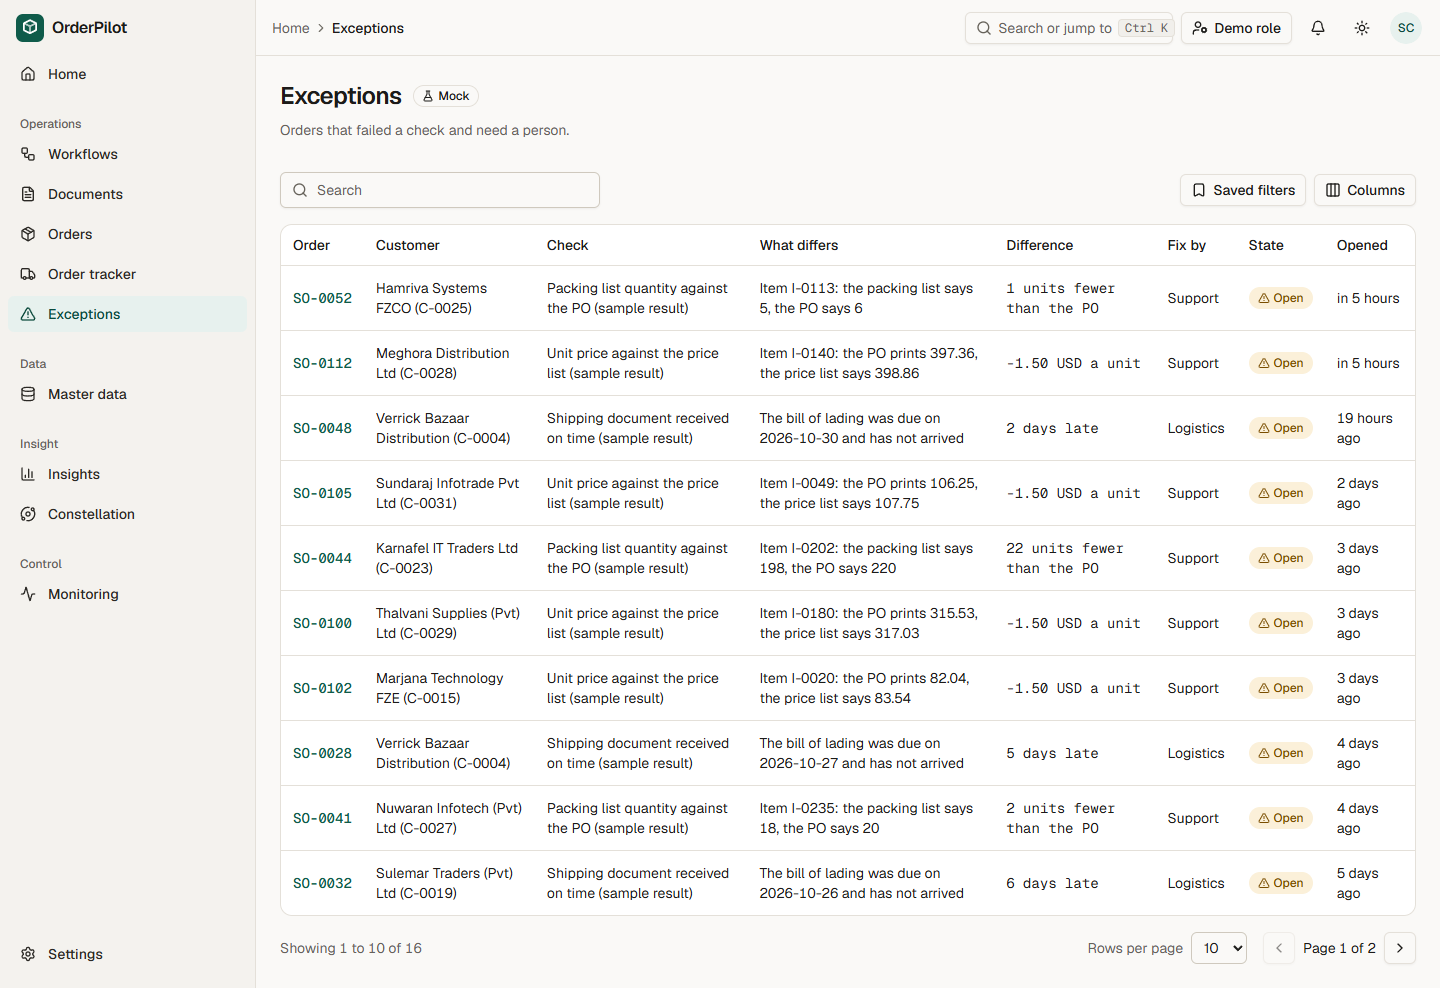 OrderPilot
Home
Operations
Workflows
Documents
Orders
Order tracker
Exceptions
Data
Master data
Insight
Insights
Constellation
Control
Monitoring
Settings
Home > Exceptions
Search or jump to Ctrl K
Demo role
SC
Exceptions
Mock
Orders that failed a check and need a person.
Search
Saved filters
Columns
Order Customer Check What differs Difference Fix by State Opened
SO-0052 Hamriva Systems FZCO (C-0025) Packing list quantity against the PO (sample result) Item I-0113: the packing list says 5, the PO says 6 1 units fewer than the PO Support Open in 5 hours
SO-0112 Meghora Distribution Ltd (C-0028) Unit price against the price list (sample result) Item I-0140: the PO prints 397.36, the price list says 398.86 -1.50 USD a unit Support Open in 5 hours
SO-0048 Verrick Bazaar Distribution (C-0004) Shipping document received on time (sample result) The bill of lading was due on 2026-10-30 and has not arrived 2 days late Logistics Open 19 hours ago
SO-0105 Sundaraj Infotrade Pvt Ltd (C-0031) Unit price against the price list (sample result) Item I-0049: the PO prints 106.25, the price list says 107.75 -1.50 USD a unit Support Open 2 days ago
SO-0044 Karnafel IT Traders Ltd (C-0023) Packing list quantity against the PO (sample result) Item I-0202: the packing list says 198, the PO says 220 22 units fewer than the PO Support Open 3 days ago
SO-0100 Thalvani Supplies (Pvt) Ltd (C-0029) Unit price against the price list (sample result) Item I-0180: the PO prints 315.53, the price list says 317.03 -1.50 USD a unit Support Open 3 days ago
SO-0102 Marjana Technology FZE (C-0015) Unit price against the price list (sample result) Item I-0020: the PO prints 82.04, the price list says 83.54 -1.50 USD a unit Support Open 3 days ago
SO-0028 Verrick Bazaar Distribution (C-0004) Shipping document received on time (sample result) The bill of lading was due on 2026-10-27 and has not arrived 5 days late Logistics Open 4 days ago
SO-0041 Nuwaran Infotech (Pvt) Ltd (C-0027) Packing list quantity against the PO (sample result) Item I-0235: the packing list says 18, the PO says 20 2 units fewer than the PO Support Open 4 days ago
SO-0032 Sulemar Traders (Pvt) Ltd (C-0019) Shipping document received on time (sample result) The bill of lading was due on 2026-10-26 and has not arrived 6 days late Logistics Open 5 days ago
Showing 1 to 10 of 16
Rows per page 10
Page 1 of 2